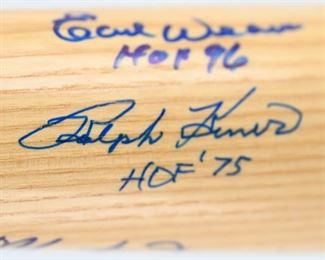 Earl Weaver
HOF 96
Ralph Kiner
HOF '75